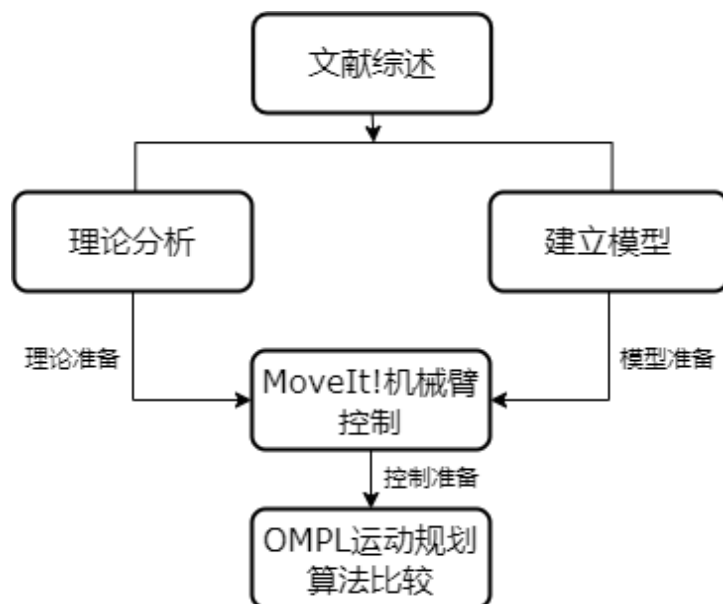 文献综述
理论分析
建立模型
理论准备
模型准备
MoveIt!机械臂
控制
控制准备
OMPL运动规划
算法比较